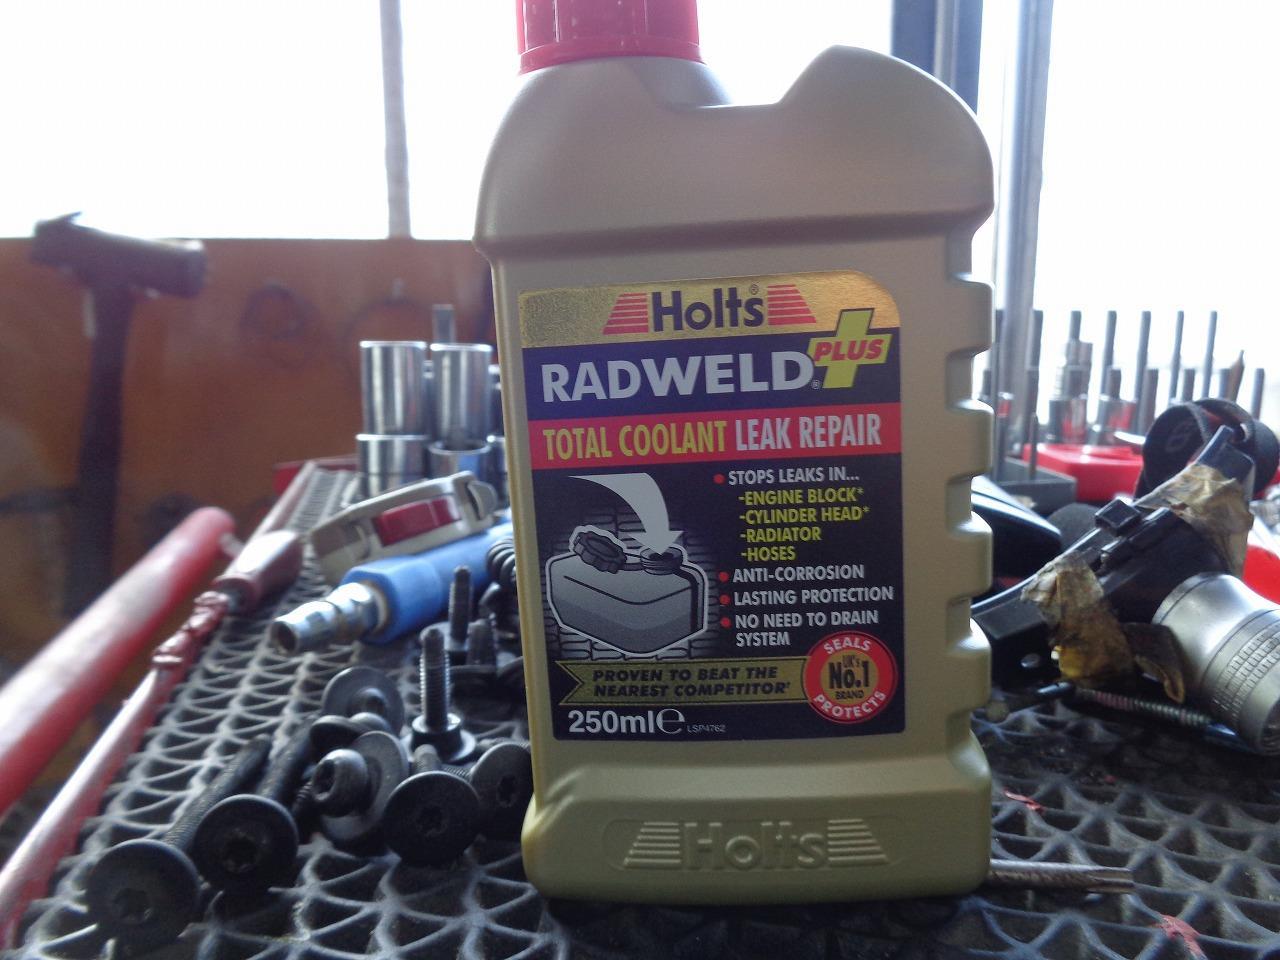 Holts®
RADWELD® PLUS
TOTAL COOLANT LEAK REPAIR
• STOPS LEAKS IN...
-ENGINE BLOCK*
-CYLINDER HEAD*
-RADIATOR
-HOSES
• ANTI-CORROSION
• LASTING PROTECTION
• NO NEED TO DRAIN
SYSTEM
PROVEN TO BEAT THE
NEAREST COMPETITOR†
SEALS
UK's
No.1
BRAND
PROTECTS
250ml℮ LSP4762
Holts